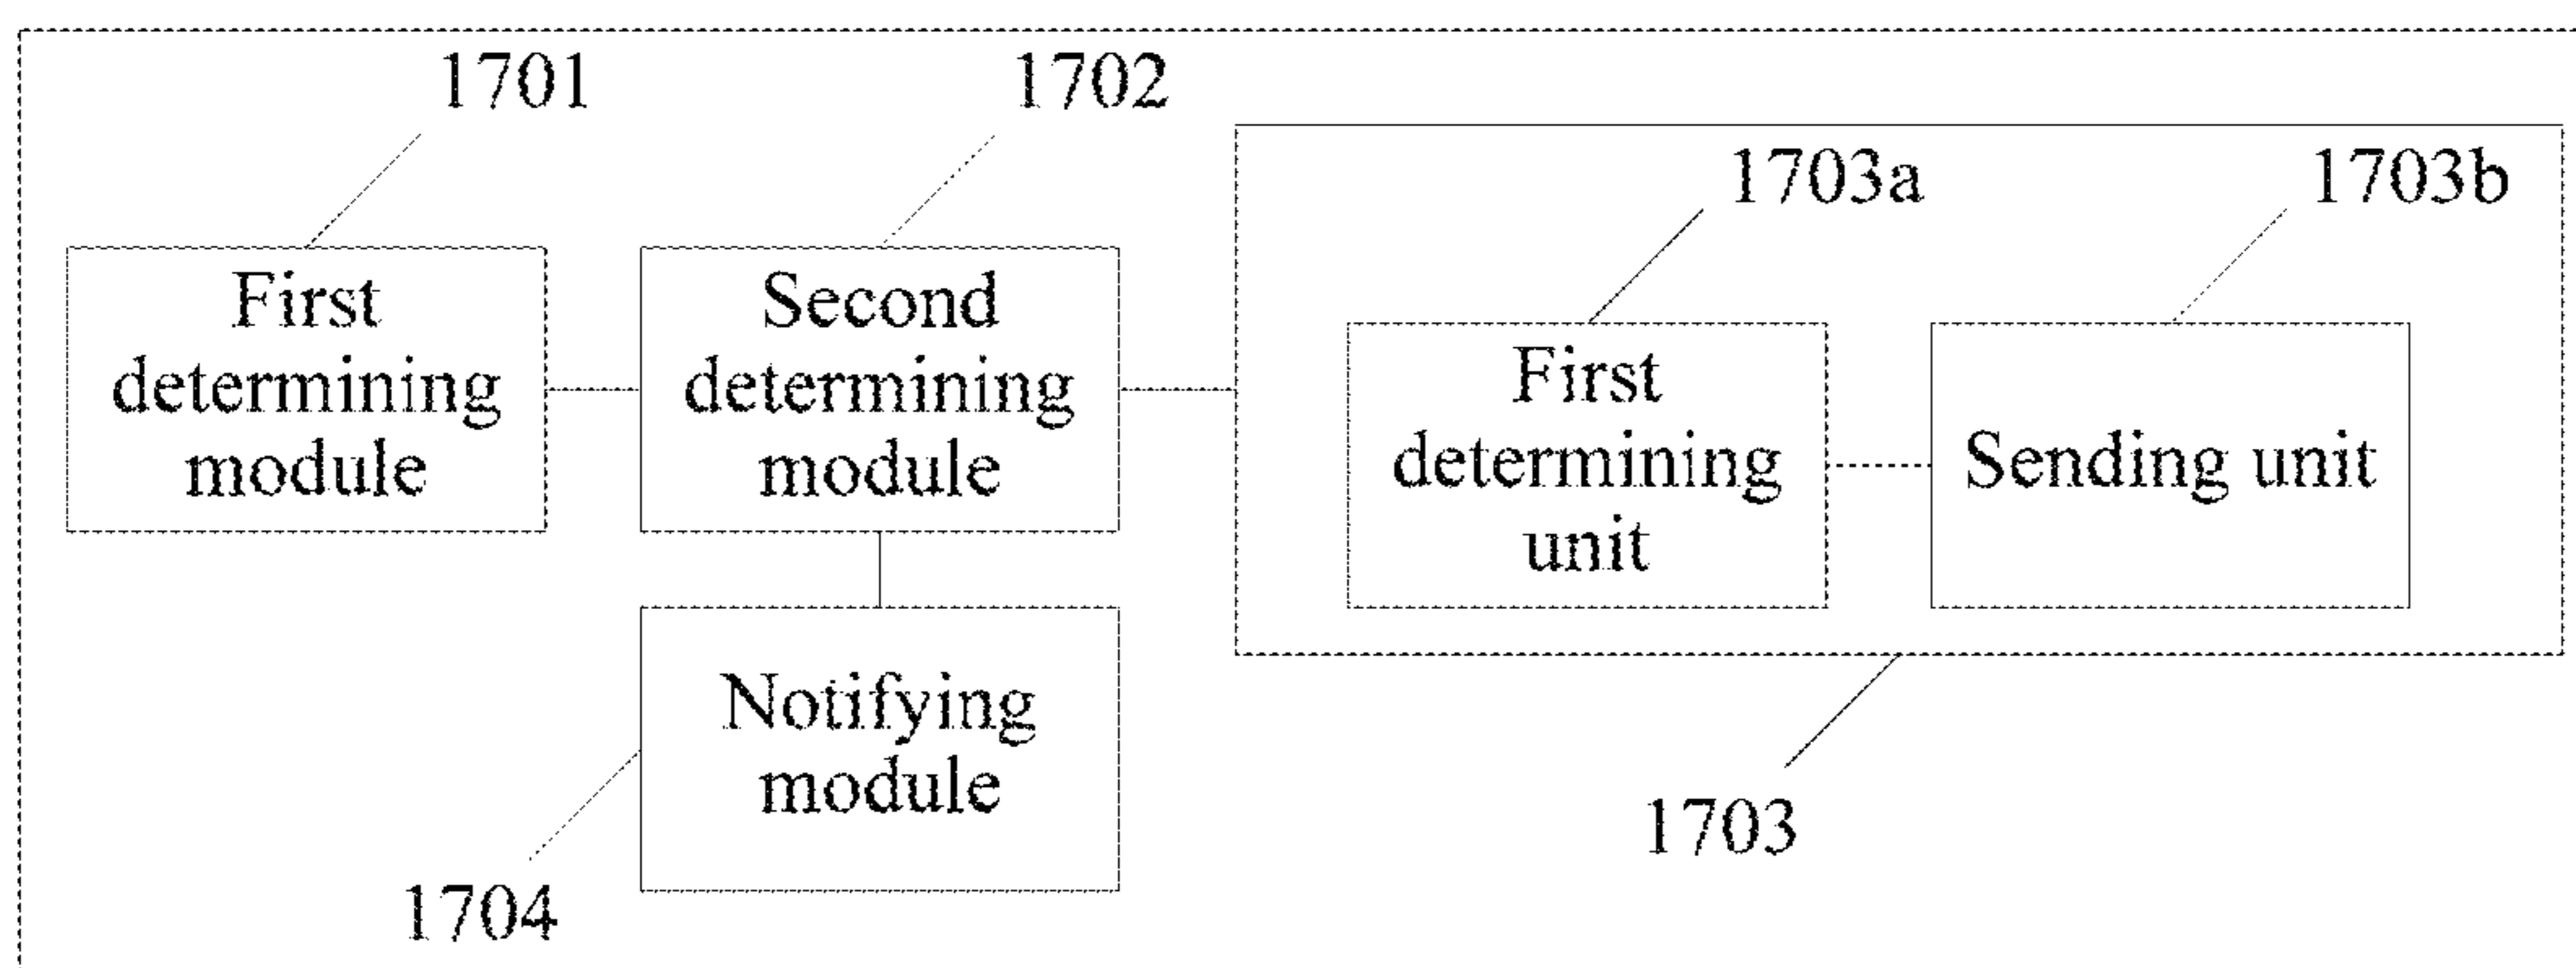 1701
1702
1703a
1703b
First
determining
module
Second
determining
module
First
determining
unit
Sending unit
Notifying
module
1703
1704